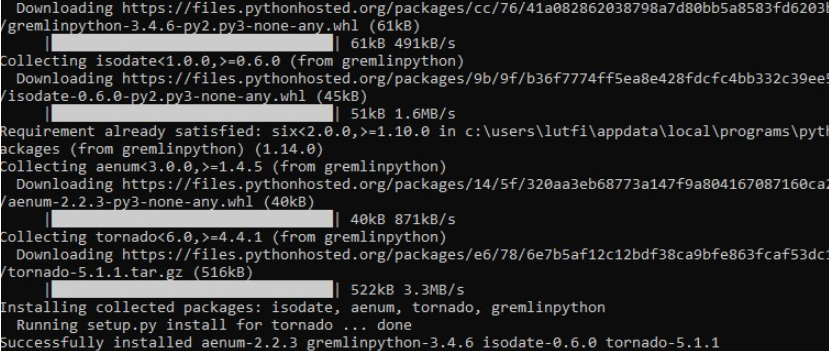 Downloading https://files.pythonhosted.org/packages/cc/76/41a082862038798a7d80bb5a8583fd6203b
/gremlinpython-3.4.6-py2.py3-none-any.whl (61kB)
| | 61kB 491kB/s
Collecting isodate<1.0.0,>=0.6.0 (from gremlinpython)
Downloading https://files.pythonhosted.org/packages/9b/9f/b36f7774ff5ea8e428fdcfc4bb332c39ee5
/isodate-0.6.0-py2.py3-none-any.whl (45kB)
| | 51kB 1.6MB/s
Requirement already satisfied: six<2.0.0,>=1.10.0 in c:\users\lutfi\appdata\local\programs\pyth
ackages (from gremlinpython) (1.14.0)
Collecting aenum<3.0.0,>=1.4.5 (from gremlinpython)
Downloading https://files.pythonhosted.org/packages/14/5f/320aa3eb68773a147f9a804167087160ca2
/aenum-2.2.3-py3-none-any.whl (40kB)
| | 40kB 871kB/s
Collecting tornado<6.0,>=4.4.1 (from gremlinpython)
Downloading https://files.pythonhosted.org/packages/e6/78/6e7b5af12c12bdf38ca9bfe863fcaf53dc1
/tornado-5.1.1.tar.gz (516kB)
| | 522kB 3.3MB/s
Installing collected packages: isodate, aenum, tornado, gremlinpython
Running setup.py install for tornado ... done
Successfully installed aenum-2.2.3 gremlinpython-3.4.6 isodate-0.6.0 tornado-5.1.1